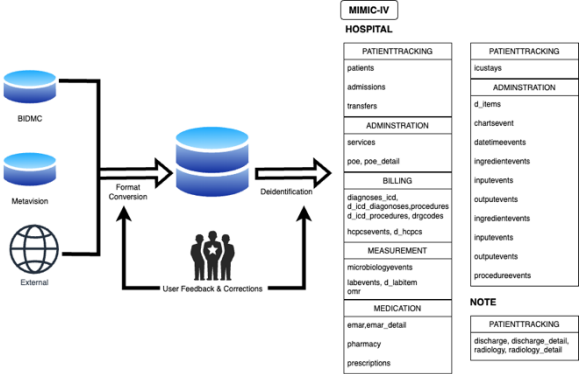 MIMIC-IV
HOSPITAL
BIDMC
Metavision
External
Format
Conversion
Deidentification
User Feedback & Corrections
PATIENTTRACKING
patients
admissions
transfers
ADMINSTRATION
services
poe, poe_detail
BILLING
diagnoses_icd,
d_icd_diagonoses,procedures
d_icd_procedures, drgcodes
hcpcsevents, d_hcpcs
MEASUREMENT
microbiologyevents
labevents, d_labitem
omr
MEDICATION
emar,emar_detail
pharmacy
prescriptions
PATIENTTRACKING
icustays
ADMINSTRATION
d_items
chartsevent
datetimeevents
ingredientevents
inputevents
outputevents
ingredientevents
inputevents
outputevents
procedureevents
NOTE
PATIENTTRACKING
discharge, discharge_detail,
radiology, radiology_detail